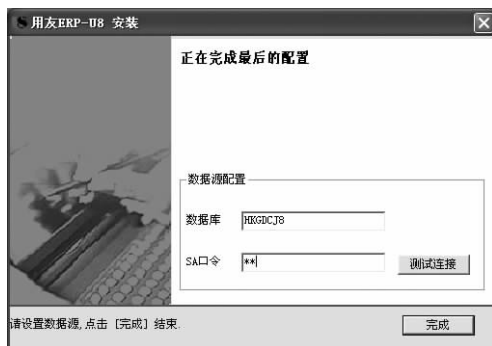 用友ERP-U8 安装
正在完成最后的配置
数据源配置
数据库 HKGDCJ8
SA口令 **
测试连接
请设置数据源,点击 [完成] 结束.
完成